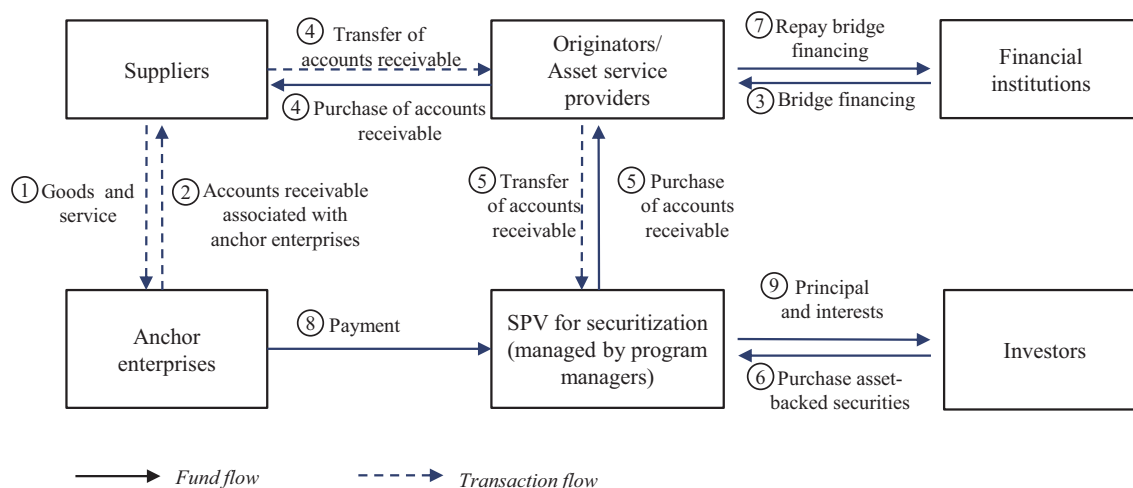 Suppliers
④ Transfer of
accounts receivable
④ Purchase of accounts
receivable
Originators/
Asset service
providers
⑦ Repay bridge
financing
③ Bridge financing
Financial
institutions
① Goods and
service
② Accounts receivable
associated with
anchor enterprises
⑤ Transfer
of accounts
receivable
⑤ Purchase
of accounts
receivable
Anchor
enterprises
⑧ Payment
SPV for securitization
(managed by program
managers)
⑨ Principal
and interests
⑥ Purchase asset-
backed securities
Investors
Fund flow
Transaction flow